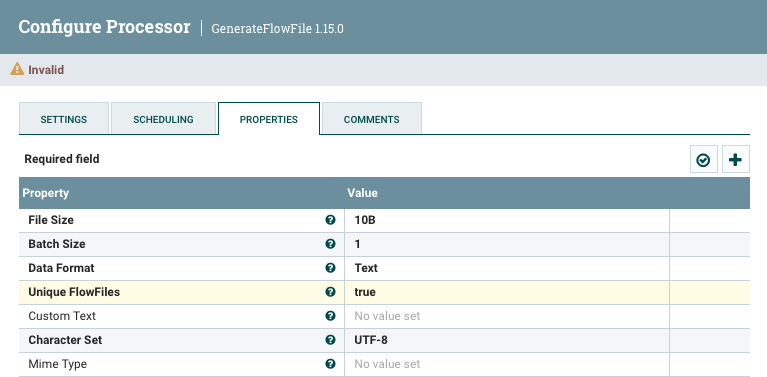 Configure Processor | GenerateFlowFile 1.15.0
Invalid
SETTINGS SCHEDULING PROPERTIES COMMENTS
Required field
Property Value
File Size 10B
Batch Size 1
Data Format Text
Unique FlowFiles true
Custom Text No value set
Character Set UTF-8
Mime Type No value set